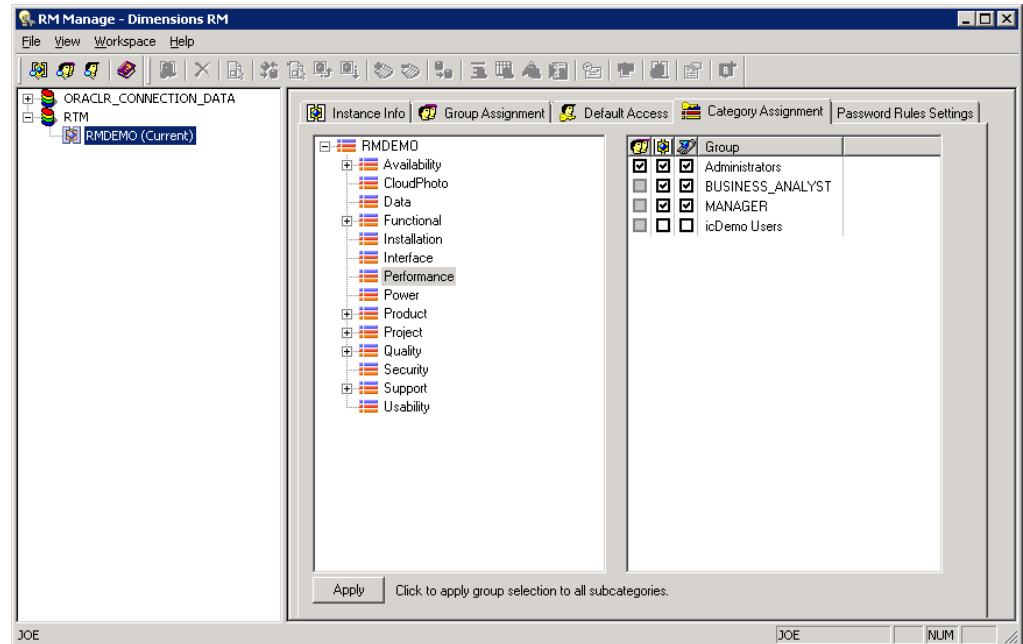 RM Manage - Dimensions RM
File View Workspace Help
ORACLR_CONNECTION_DATA
RTM
RMDEMO (Current)
Instance Info Group Assignment Default Access Category Assignment Password Rules Settings
RMDEMO
Availability
CloudPhoto
Data
Functional
Installation
Interface
Performance
Power
Product
Project
Quality
Security
Support
Usability
Group
Administrators
BUSINESS_ANALYST
MANAGER
icDemo Users
Apply Click to apply group selection to all subcategories.
JOE JOE NUM